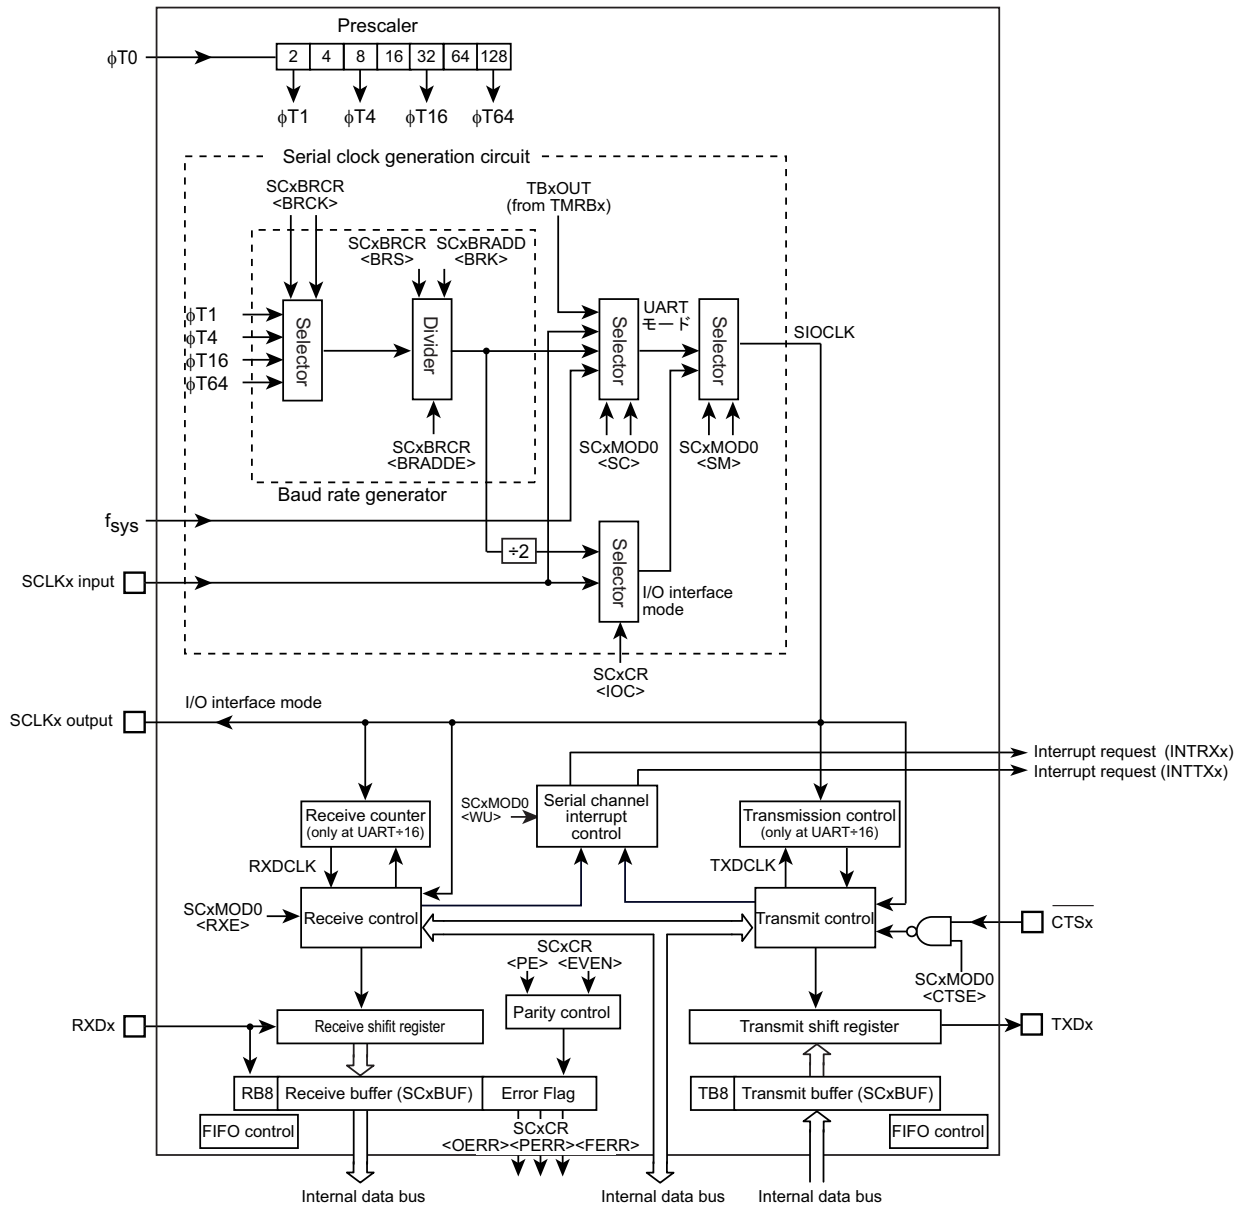 Prescaler
ϕT0
2 4 8 16 32 64 128
ϕT1 ϕT4 ϕT16 ϕT64
Serial clock generation circuit
SCxBRCR
<BRCK>
TBxOUT
(from TMRBx)
SCxBRCR
<BRS>
SCxBRADD
<BRK>
ϕT1
ϕT4
ϕT16
ϕT64
Selector
Divider
Selector
UART
モード
Selector
SIOCLK
SCxBRCR
<BRADDE>
SCxMOD0
<SC>
SCxMOD0
<SM>
Baud rate generator
fsys
÷2
Selector
SCLKx input
I/O interface
mode
SCxCR
<IOC>
I/O interface mode
SCLKx output
Interrupt request (INTRXx)
Interrupt request (INTTXx)
SCxMOD0
<WU>
Serial channel
interrupt
control
Receive counter
(only at UART÷16)
Transmission control
(only at UART÷16)
RXDCLK
TXDCLK
SCxMOD0
<RXE>
Receive control
Transmit control
CTSx
SCxMOD0
<CTSE>
SCxCR
<PE> <EVEN>
Parity control
RXDx
Receive shifit register
Transmit shift register
TXDx
RB8
Receive buffer (SCxBUF)
Error Flag
TB8
Transmit buffer (SCxBUF)
FIFO control
SCxCR
<OERR><PERR><FERR>
FIFO control
Internal data bus
Internal data bus
Internal data bus